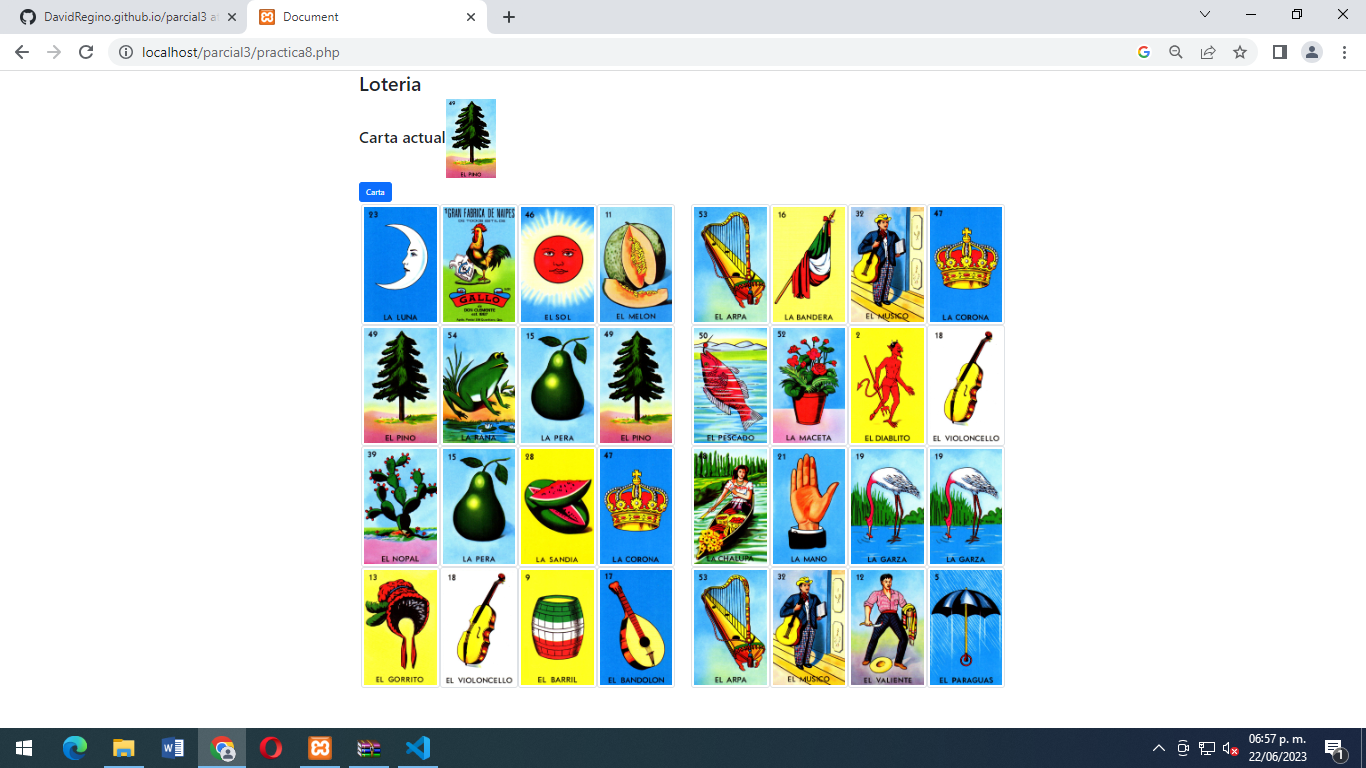 DavidRegino.github.io/parcial3 at
Document
localhost/parcial3/practica8.php
Loteria
Carta actual
49
EL PINO
Carta
23
LA LUNA
GRAN FABRICA DE NAIPES
GALLO
DON CLEMENTE
46
EL SOL
11
EL MELON
53
EL ARPA
16
LA BANDERA
32
EL MUSICO
47
LA CORONA
49
EL PINO
54
LA RANA
15
LA PERA
49
EL PINO
50
EL PESCADO
52
LA MACETA
2
EL DIABLITO
18
EL VIOLONCELLO
39
EL NOPAL
15
LA PERA
28
LA SANDIA
47
LA CORONA
LA CHALUPA
21
LA MANO
19
LA GARZA
19
LA GARZA
13
EL GORRITO
18
EL VIOLONCELLO
9
EL BARRIL
17
EL BANDOLON
53
EL ARPA
32
EL MUSICO
12
EL VALIENTE
5
EL PARAGUAS
06:57 p. m.
22/06/2023
1